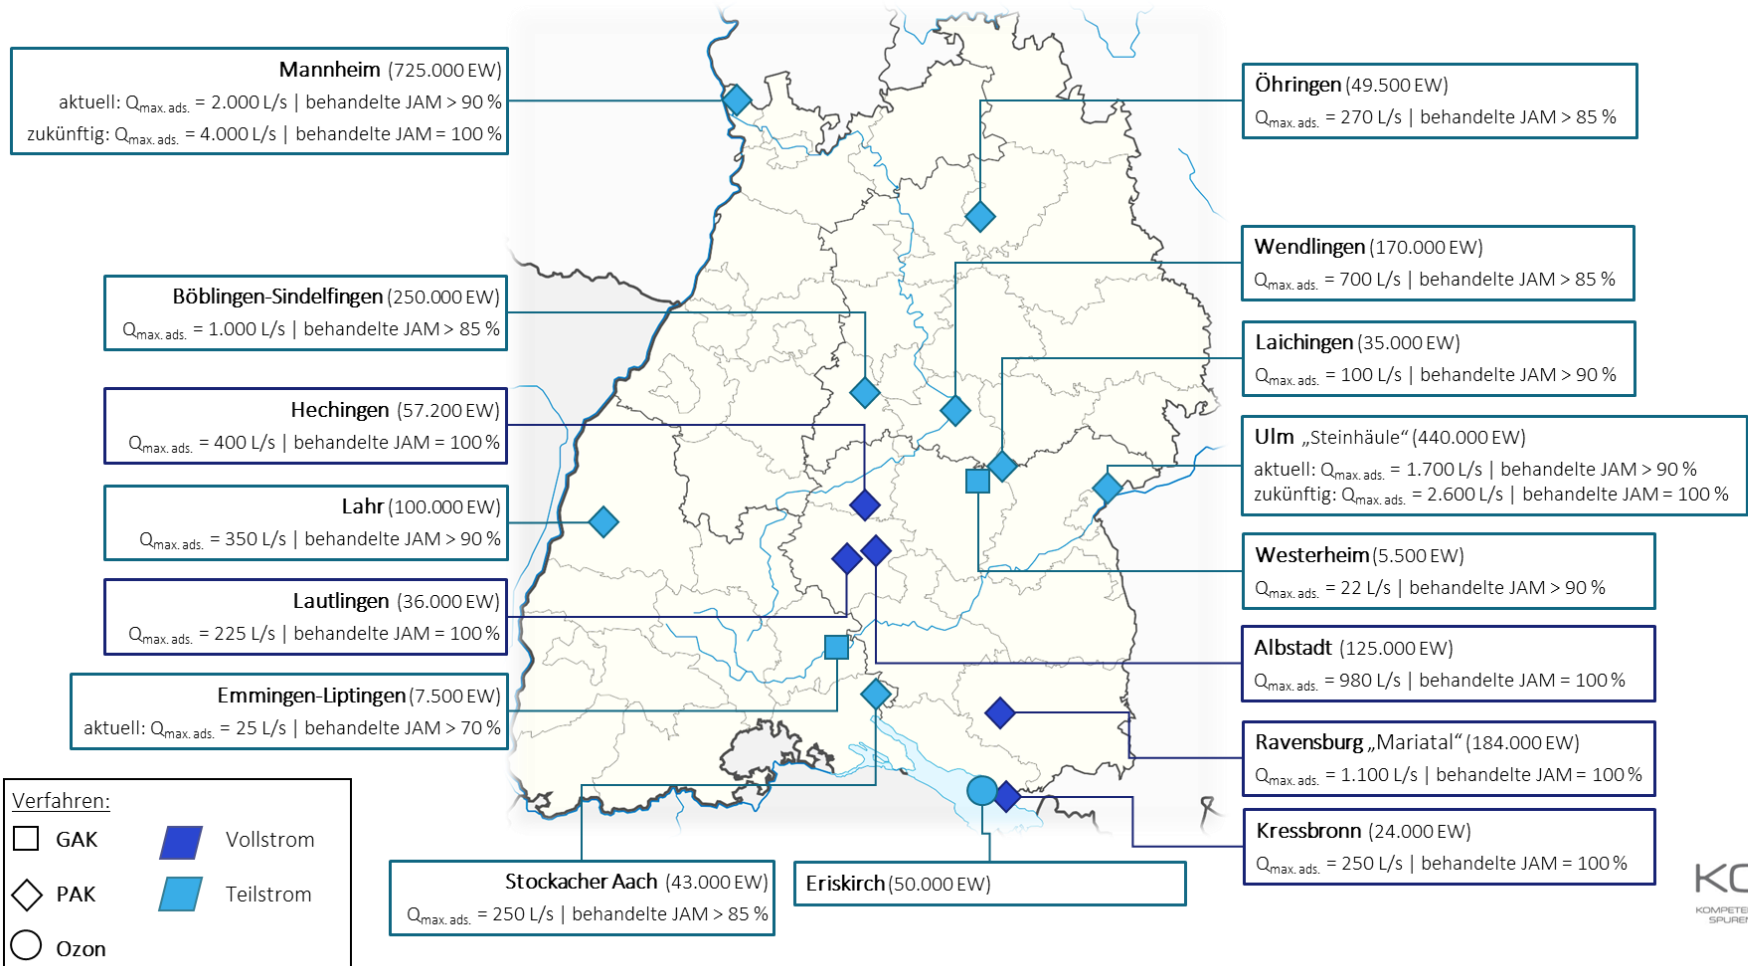 Mannheim (725.000 EW)
aktuell: Qmax. ads. = 2.000 L/s | behandelte JAM > 90 %
zukünftig: Qmax. ads. = 4.000 L/s | behandelte JAM = 100 %
Böblingen-Sindelfingen (250.000 EW)
Qmax. ads. = 1.000 L/s | behandelte JAM > 85 %
Hechingen (57.200 EW)
Qmax. ads. = 400 L/s | behandelte JAM = 100 %
Lahr (100.000 EW)
Qmax. ads. = 350 L/s | behandelte JAM > 90 %
Lautlingen (36.000 EW)
Qmax. ads. = 225 L/s | behandelte JAM = 100 %
Emmingen-Liptingen (7.500 EW)
aktuell: Qmax. ads. = 25 L/s | behandelte JAM > 70 %
Öhringen (49.500 EW)
Qmax. ads. = 270 L/s | behandelte JAM > 85 %
Wendlingen (170.000 EW)
Qmax. ads. = 700 L/s | behandelte JAM > 85 %
Laichingen (35.000 EW)
Qmax. ads. = 100 L/s | behandelte JAM > 90 %
Ulm „Steinhäule“ (440.000 EW)
aktuell: Qmax. ads. = 1.700 L/s | behandelte JAM > 90 %
zukünftig: Qmax. ads. = 2.600 L/s | behandelte JAM = 100 %
Westerheim (5.500 EW)
Qmax. ads. = 22 L/s | behandelte JAM > 90 %
Albstadt (125.000 EW)
Qmax. ads. = 980 L/s | behandelte JAM = 100 %
Ravensburg „Mariatal“ (184.000 EW)
Qmax. ads. = 1.100 L/s | behandelte JAM = 100 %
Kressbronn (24.000 EW)
Qmax. ads. = 250 L/s | behandelte JAM = 100 %
Stockacher Aach (43.000 EW)
Qmax. ads. = 250 L/s | behandelte JAM > 85 %
Eriskirch (50.000 EW)
Verfahren:
GAK
Vollstrom
PAK
Teilstrom
Ozon
KO
KOMPETE
SPUREN